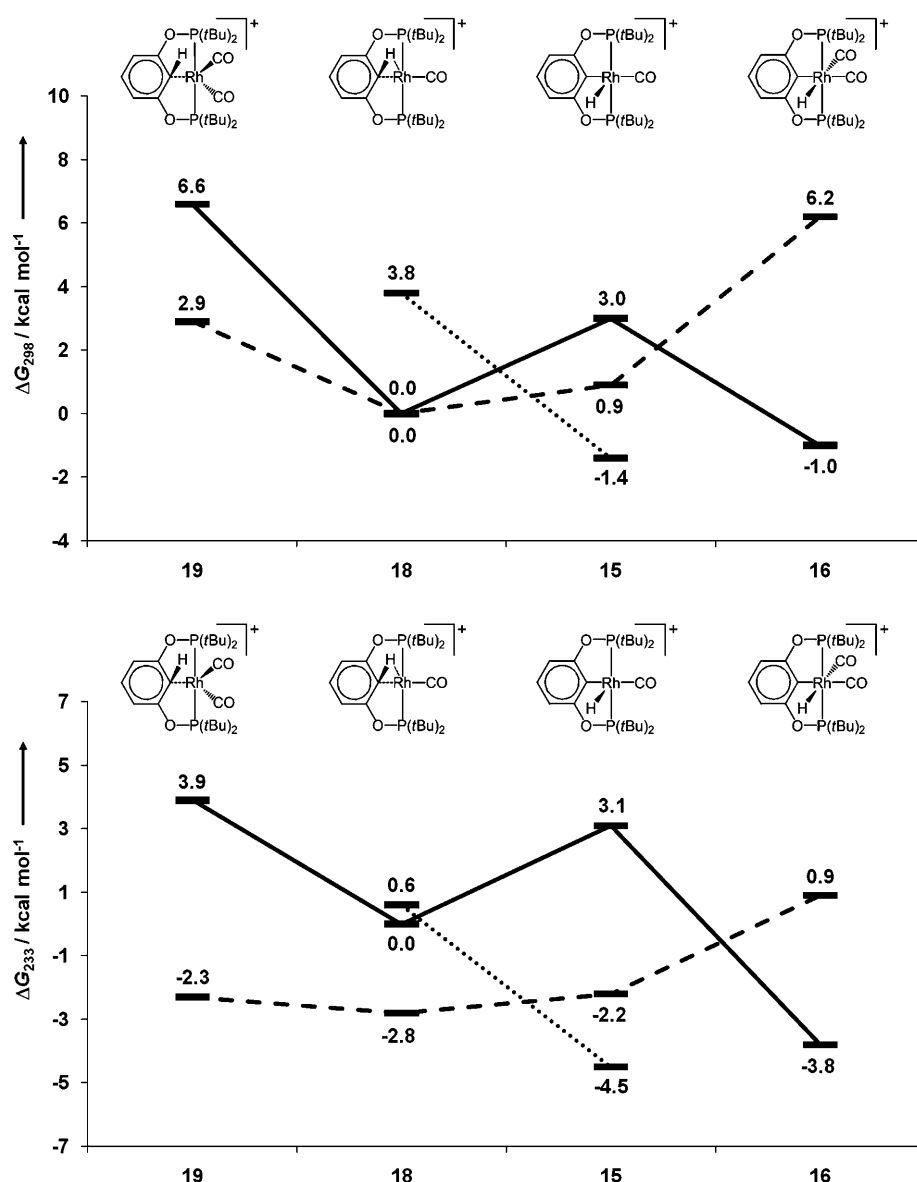 O—P(tBu)2 ]+ O—P(tBu)2 ]+ O—P(tBu)2 ]+ O—P(tBu)2 ]+
H CO H CO
Rh Rh—CO Rh—CO Rh—CO
CO H H
O—P(tBu)2 O—P(tBu)2 O—P(tBu)2 O—P(tBu)2
ΔG298 / kcal mol-1
10
8
6
4
2
0
-2
-4
6.6
2.9
3.8
0.0
0.0
3.0
0.9
-1.4
6.2
-1.0
19 18 15 16
O—P(tBu)2 ]+ O—P(tBu)2 ]+ O—P(tBu)2 ]+ O—P(tBu)2 ]+
H CO H CO
Rh Rh—CO Rh—CO Rh—CO
CO H H
O—P(tBu)2 O—P(tBu)2 O—P(tBu)2 O—P(tBu)2
ΔG233 / kcal mol-1
7
5
3
1
-1
-3
-5
-7
3.9
-2.3
0.6
0.0
-2.8
3.1
-2.2
-4.5
0.9
-3.8
19 18 15 16